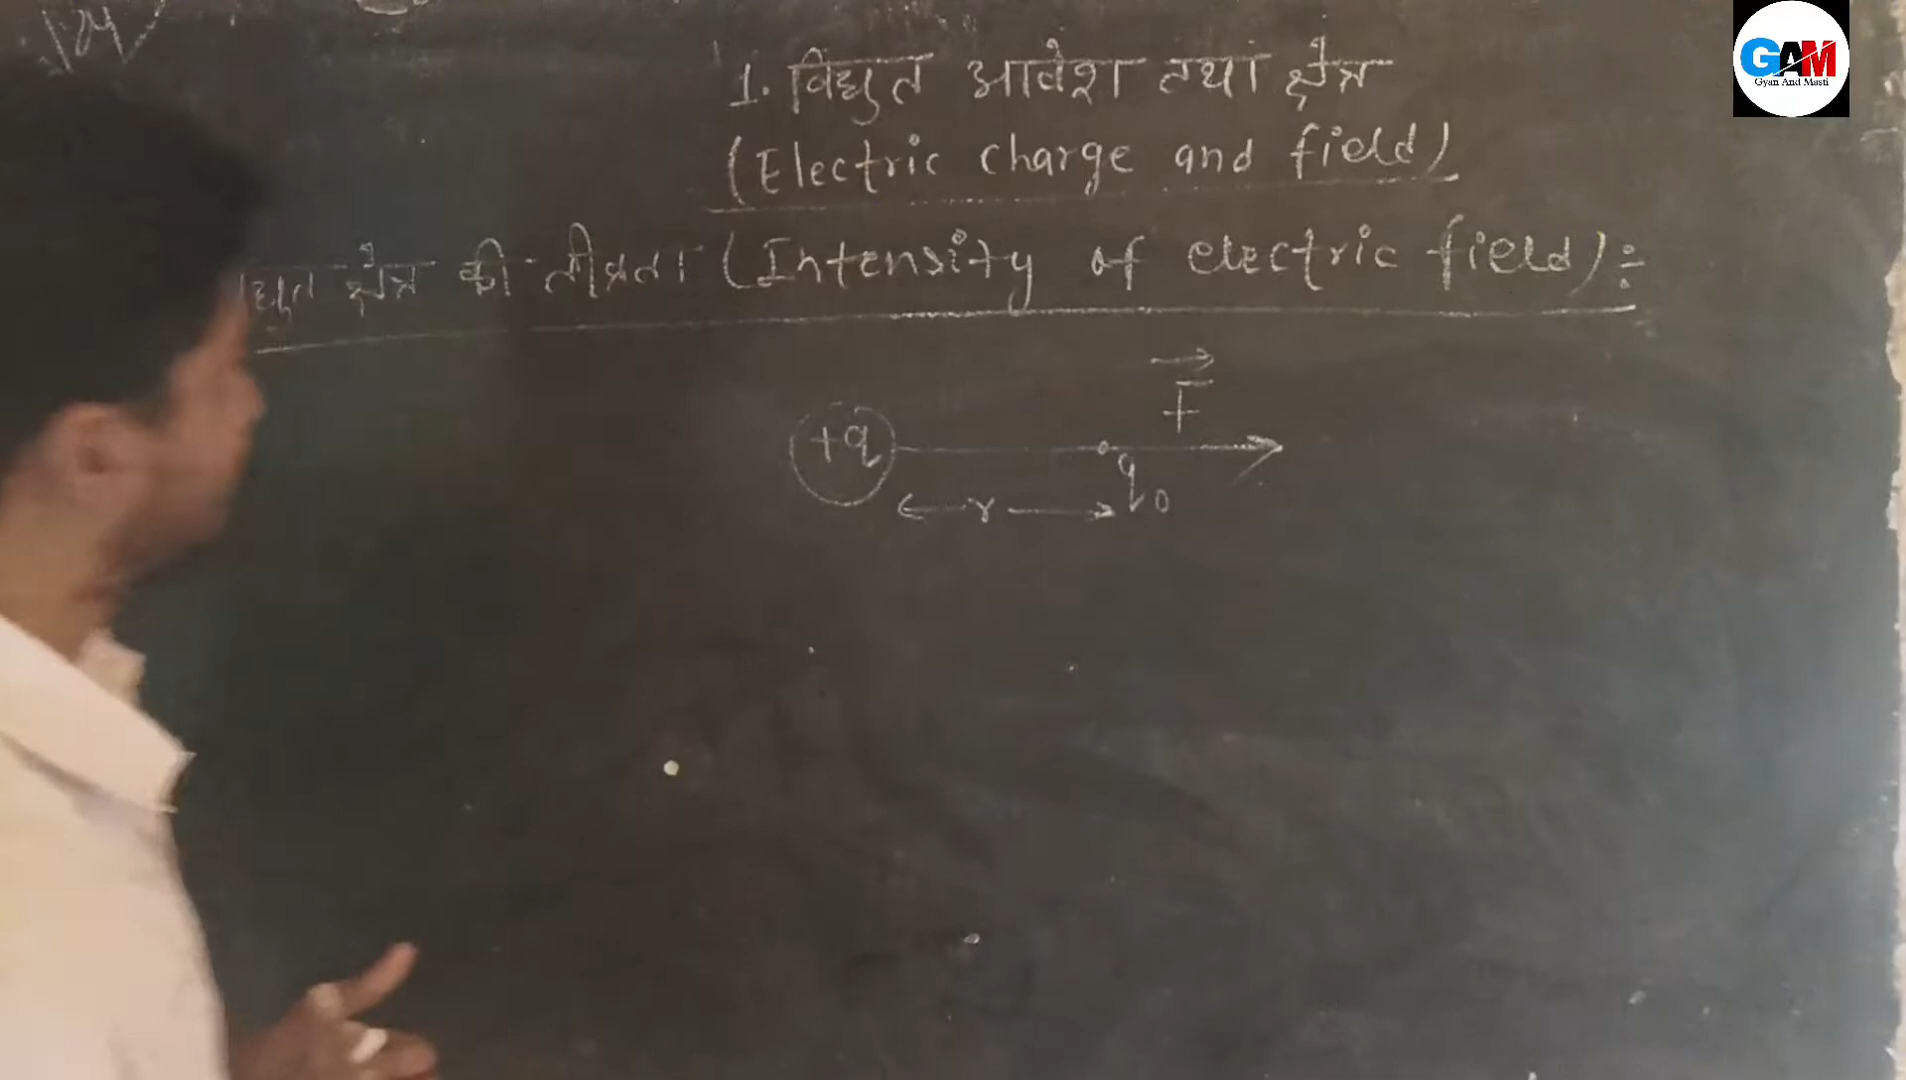 GAM
Gyan And Masti
1. विद्युत आवेश तथा क्षेत्र
(Electric charge and field)
क्षेत्र की तीव्रता (Intensity of electric field) :-
F
+q
q0
r